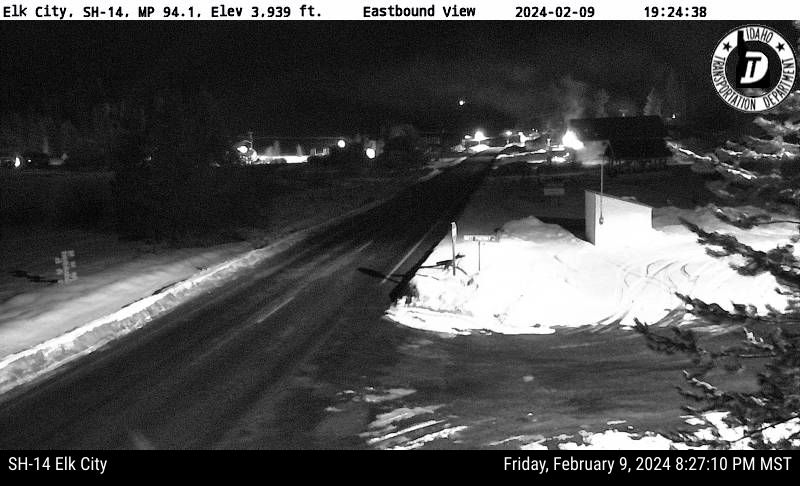 Elk City, SH-14, MP 94.1, Elev 3,939 ft. Eastbound View 2024-02-09 19:24:38
IDAHO
TRANSPORTATION DEPARTMENT
SH-14 Elk City Friday, February 9, 2024 8:27:10 PM MST